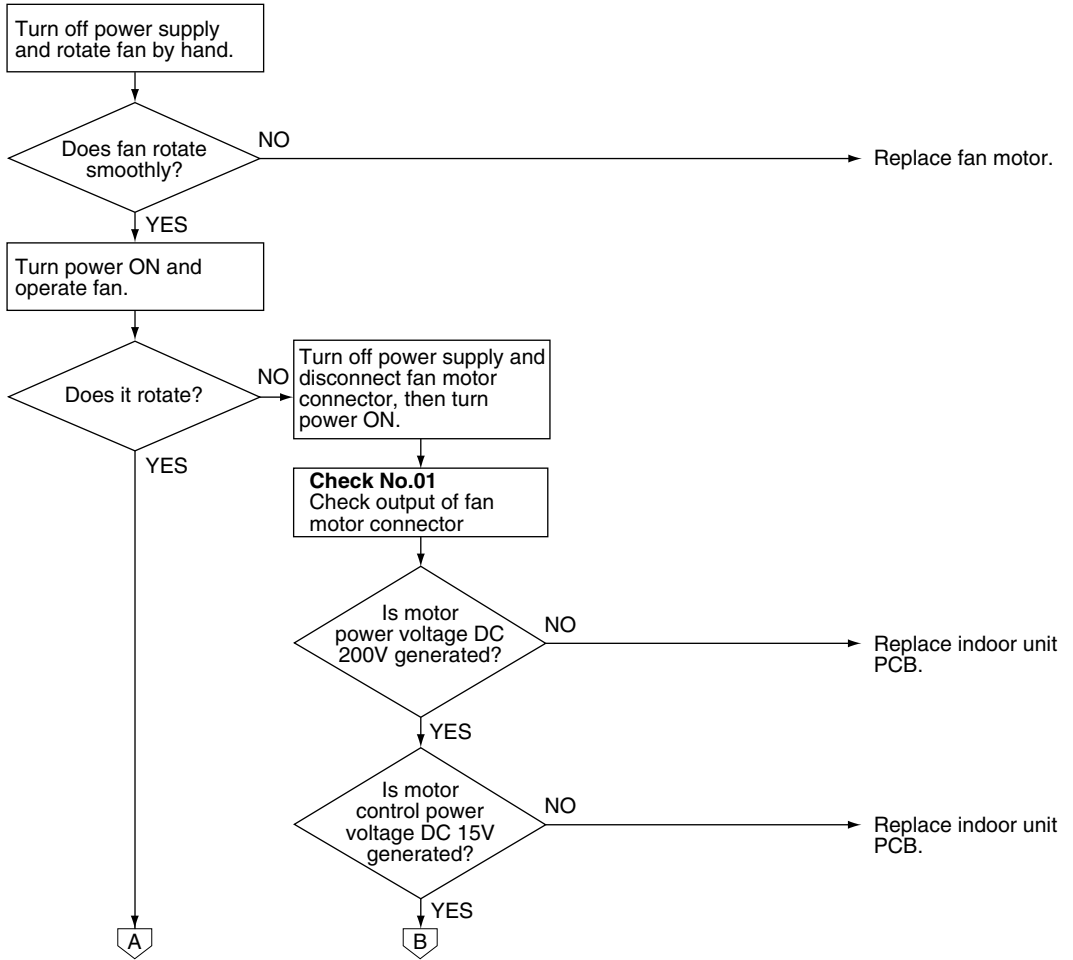 Turn off power supply
and rotate fan by hand.
Does fan rotate
smoothly?
NO
Replace fan motor.
YES
Turn power ON and
operate fan.
Does it rotate?
NO
Turn off power supply and
disconnect fan motor
connector, then turn
power ON.
YES
Check No.01
Check output of fan
motor connector
Is motor
power voltage DC
200V generated?
NO
Replace indoor unit
PCB.
YES
Is motor
control power
voltage DC 15V
generated?
NO
Replace indoor unit
PCB.
YES
A
B